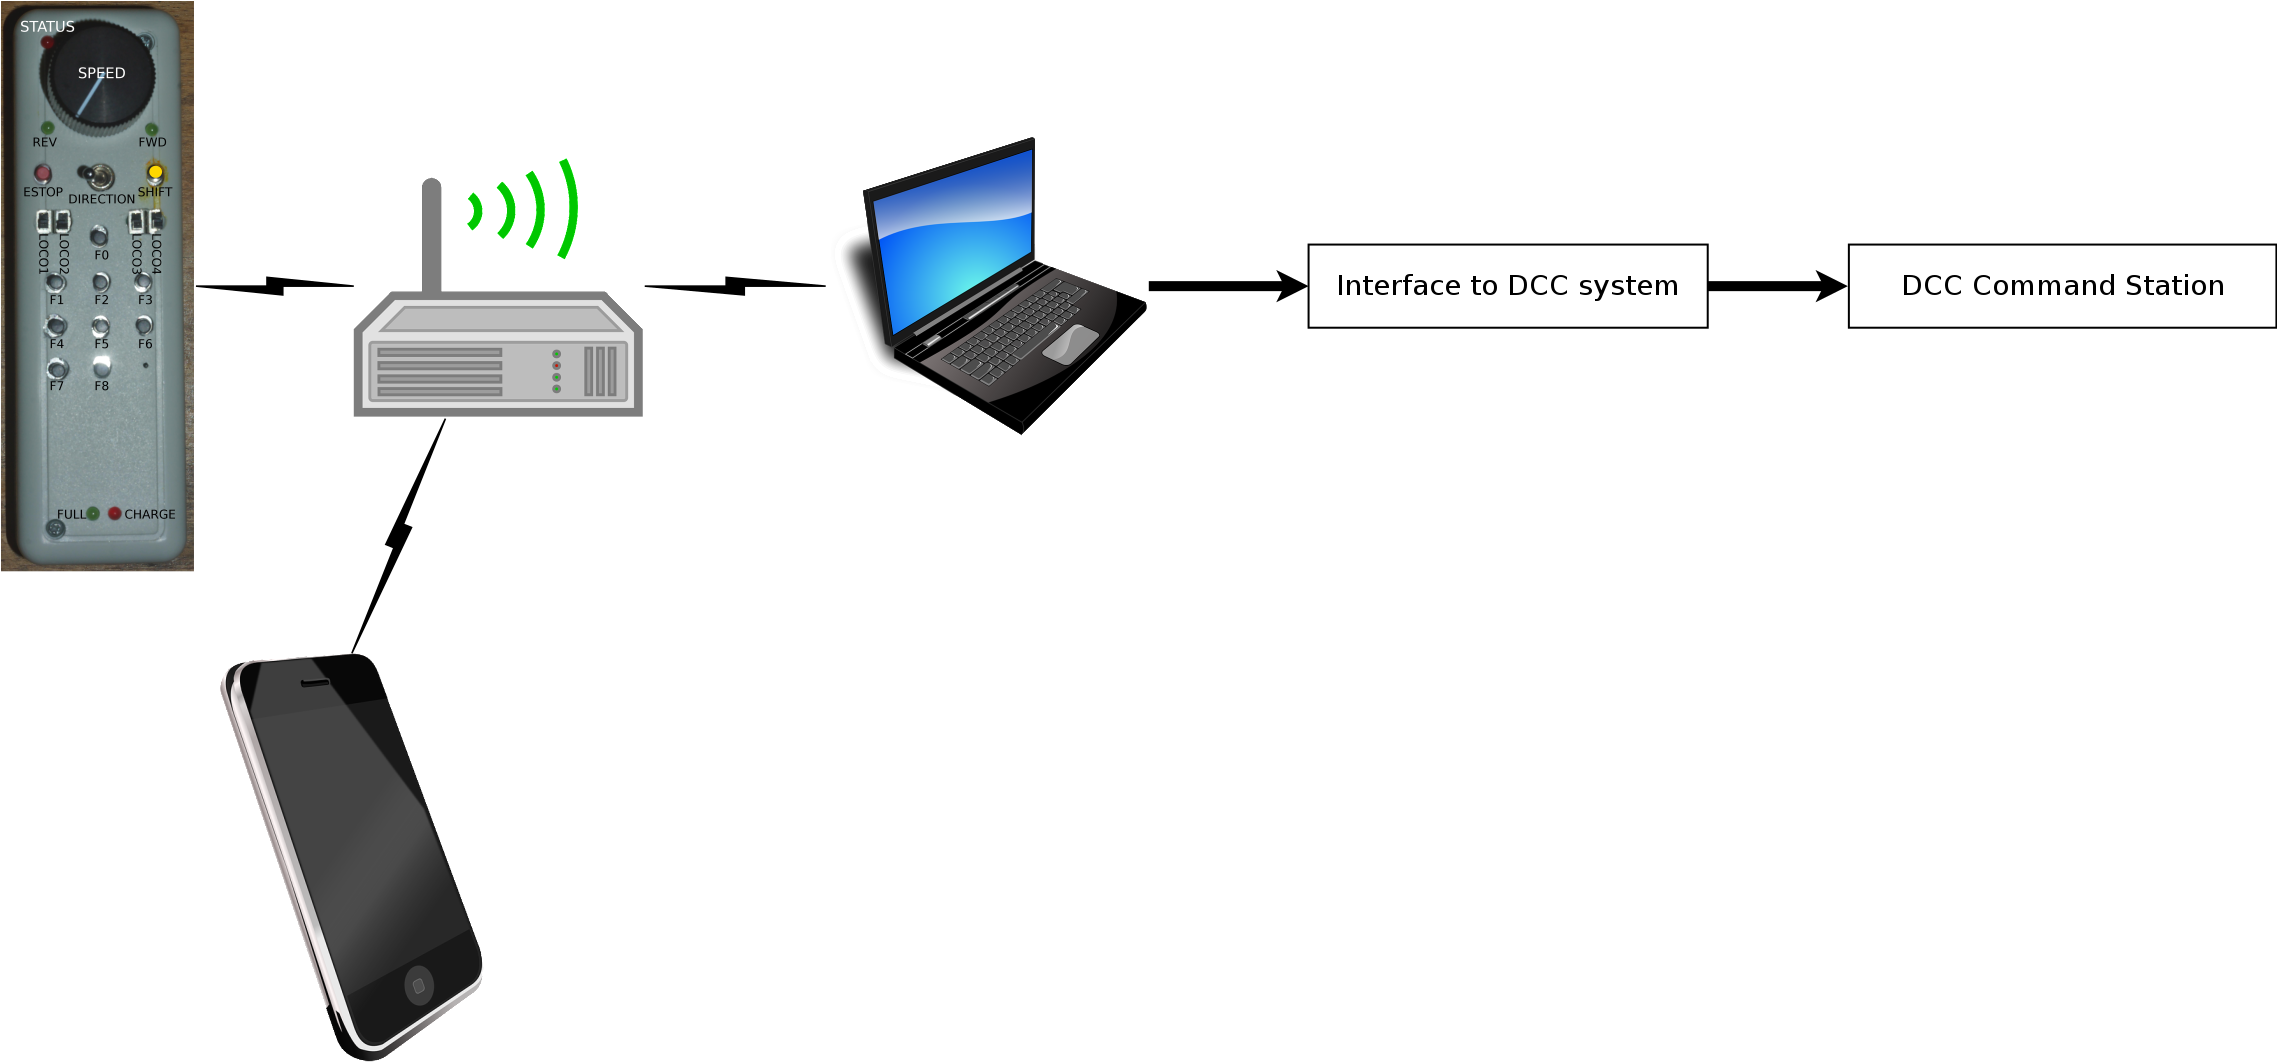 STATUS
SPEED
REV FWD
ESTOP SHIFT
DIRECTION
LOCO1 LOCO2 LOCO3 LOCO4
F0
F1 F2 F3
F4 F5 F6
F7 F8
FULL CHARGE
Interface to DCC system
DCC Command Station